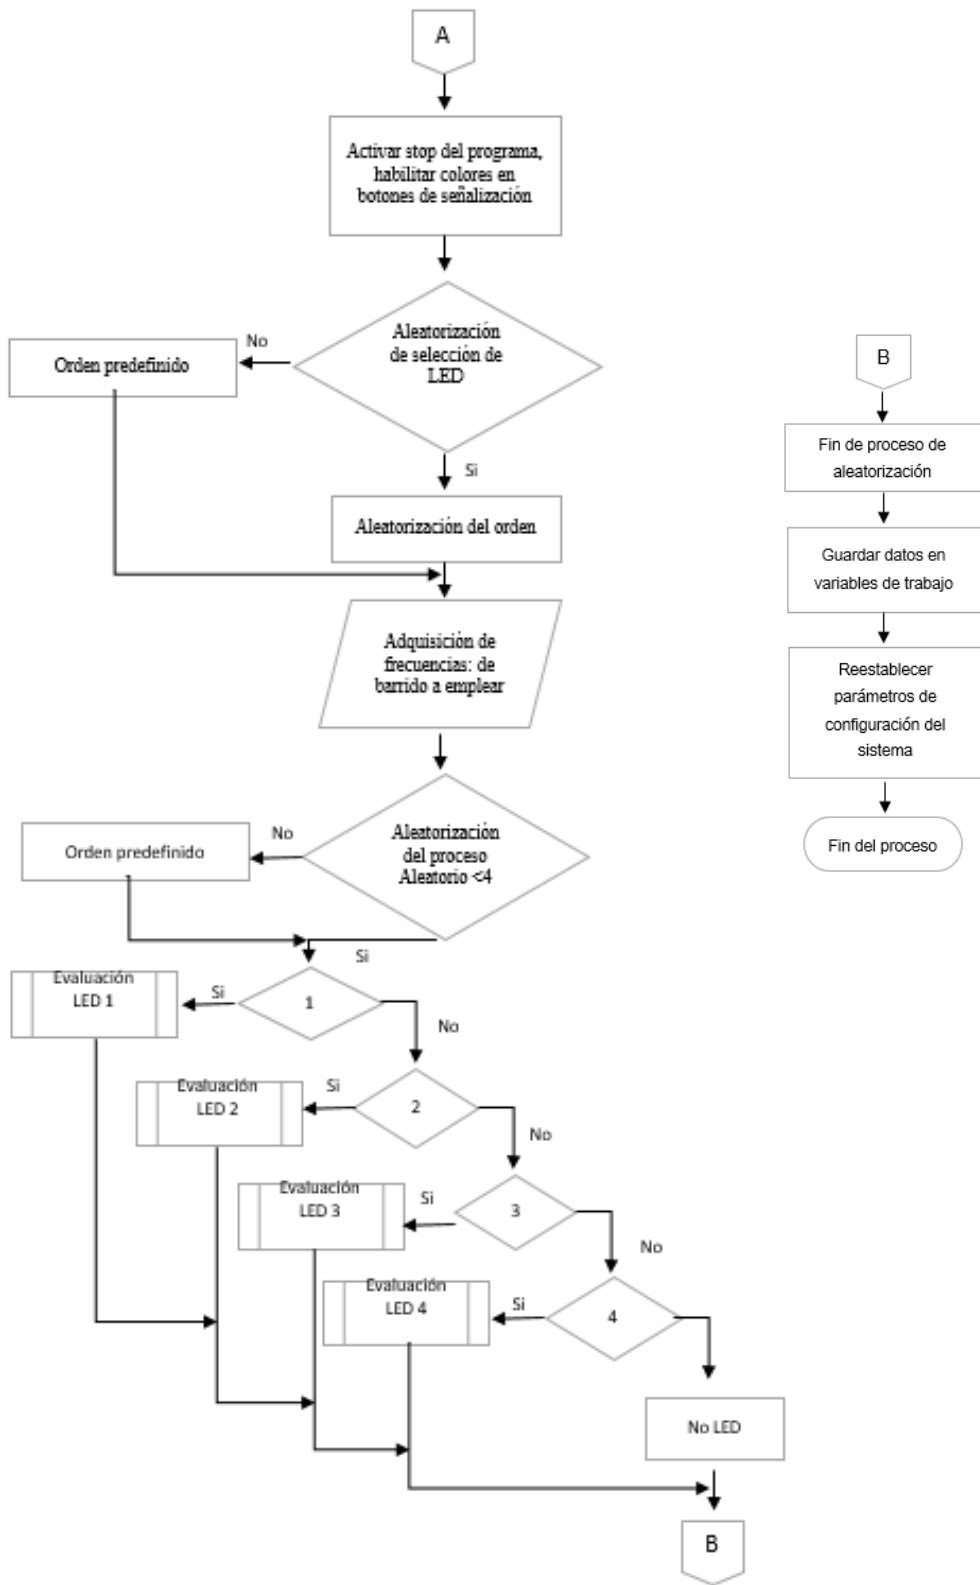 A
Activar stop del programa,
habilitar colores en
botones de señalización
Aleatorización
de selección de
LED
No
Orden predefinido
Si
Aleatorización del orden
Adquisición de
frecuencias: de
barrido a emplear
Aleatorización
del proceso
Aleatorio <4
No
Orden predefinido
Si
1
Si
Evaluación
LED 1
No
2
Si
Evaluación
LED 2
No
3
Si
Evaluación
LED 3
No
4
Si
Evaluación
LED 4
No LED
B
B
Fin de proceso de
aleatorización
Guardar datos en
variables de trabajo
Reestablecer
parámetros de
configuración del
sistema
Fin del proceso